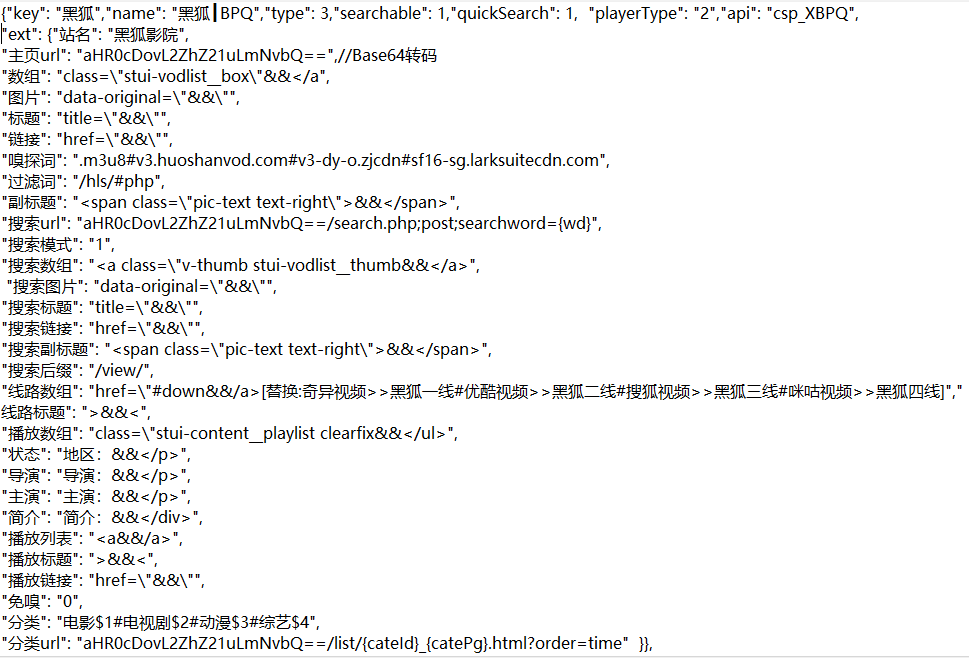 {"key": "黑狐","name": "黑狐┃BPQ","type": 3,"searchable": 1,"quickSearch": 1,  "playerType": "2","api": "csp_XBPQ",
"ext": {"站名": "黑狐影院",
"主页url": "aHR0cDovL2ZhZ21uLmNvbQ==",//Base64转码
"数组": "class=\"stui-vodlist__box\"&&</a",
"图片": "data-original=\"&&\"",
"标题": "title=\"&&\"",
"链接": "href=\"&&\"",
"嗅探词": ".m3u8#v3.huoshanvod.com#v3-dy-o.zjcdn#sf16-sg.larksuitecdn.com",
"过滤词": "/hls/#php",
"副标题": "<span class=\"pic-text text-right\">&&</span>",
"搜索url": "aHR0cDovL2ZhZ21uLmNvbQ==/search.php;post;searchword={wd}",
"搜索模式": "1",
"搜索数组": "<a class=\"v-thumb stui-vodlist__thumb&&</a>",
 "搜索图片": "data-original=\"&&\"",
"搜索标题": "title=\"&&\"",
"搜索链接": "href=\"&&\"",
"搜索副标题": "<span class=\"pic-text text-right\">&&</span>",
"搜索后缀": "/view/",
"线路数组": "href=\"#down&&/a>[替换:奇异视频>>黑狐一线#优酷视频>>黑狐二线#搜狐视频>>黑狐三线#咪咕视频>>黑狐四线]","
线路标题": ">&&<",
"播放数组": "class=\"stui-content__playlist clearfix&&</ul>",
"状态": "地区：&&</p>",
"导演": "导演：&&</p>",
"主演": "主演：&&</p>",
"简介": "简介：&&</div>",
"播放列表": "<a&&/a>",
"播放标题": ">&&<",
"播放链接": "href=\"&&\"",
"免嗅": "0",
"分类": "电影$1#电视剧$2#动漫$3#综艺$4",
"分类url": "aHR0cDovL2ZhZ21uLmNvbQ==/list/{cateId}_{catePg}.html?order=time"  }},